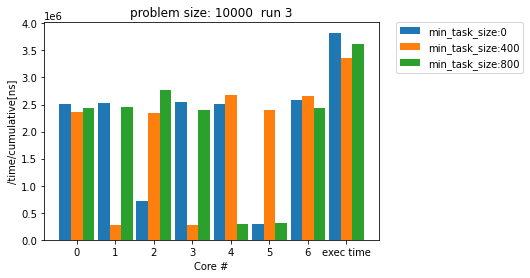 problem size: 10000  run 3
1e6
4.0
3.5
3.0
2.5
2.0
1.5
1.0
0.5
0.0
/time/cumulative[ns]
0 1 2 3 4 5 6 exec time
Core #
min_task_size:0
min_task_size:400
min_task_size:800